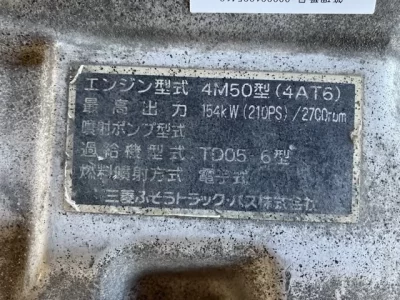 エンジン型式 4M50型(4AT6)
最高出力 154kW(210PS)/2700rpm
噴射ポンプ型式
過給機型式 TD05-6型
燃料噴射方式 電子式
三菱ふそうトラック・バス株式会社